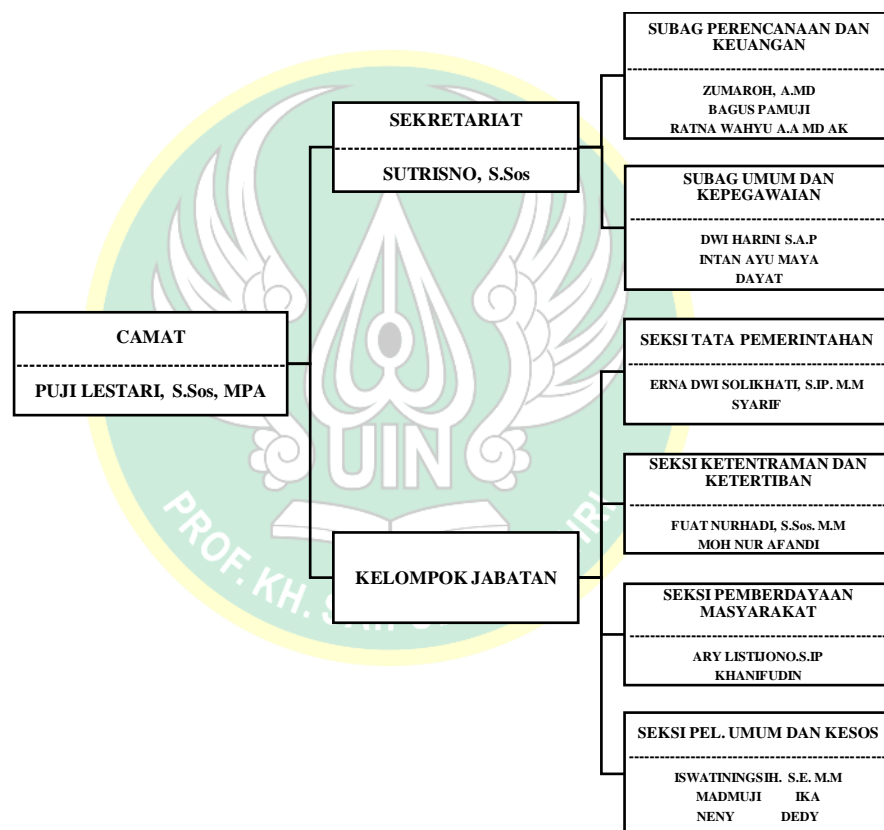 SUBAG PERENCANAAN DAN
KEUANGAN
ZUMAROH, A.MD
BAGUS PAMUJI
RATNA WAHYU A.A MD AK
SEKRETARIAT
SUTRISNO, S.Sos
SUBAG UMUM DAN
KEPEGAWAIAN
DWI HARINI S.A.P
INTAN AYU MAYA
DAYAT
CAMAT
PUJI LESTARI, S.Sos, MPA
SEKSI TATA PEMERINTAHAN
ERNA DWI SOLIKHATI, S.IP. M.M
SYARIF
SEKSI KETENTRAMAN DAN
KETERTIBAN
FUAT NURHADI, S.Sos. M.M
MOH NUR AFANDI
KELOMPOK JABATAN
SEKSI PEMBERDAYAAN
MASYARAKAT
ARY LISTIJONO.S.IP
KHANIFUDIN
SEKSI PEL. UMUM DAN KESOS
ISWATININGSIH. S.E. M.M
MADMUJI IKA
NENY DEDY
UIN
PROF. KH.